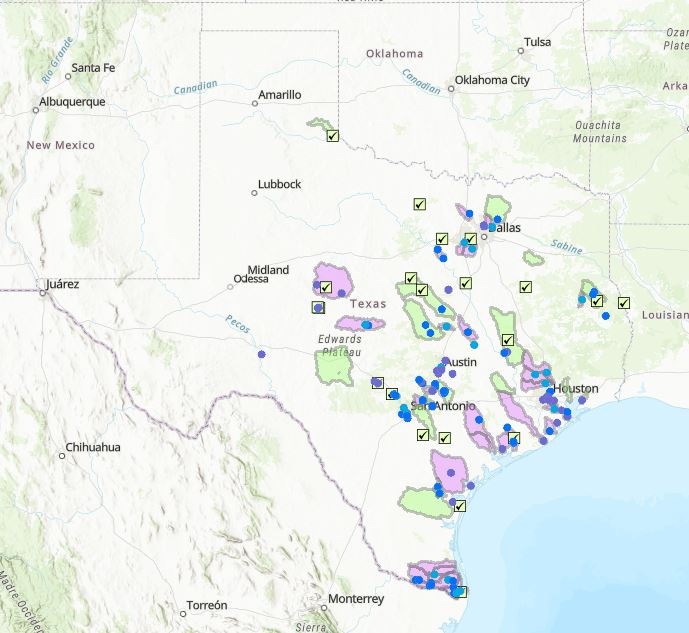 Tulsa
Oklahoma
Ozar
Plate
Rio Grande
Santa Fe
Canadian
Canadian
Oklahoma City
Amarillo
Arka
Albuquerque
Ouachita
Mountains
New Mexico
Lubbock
Dallas
Sabine
Midland
Odessa
Juárez
Texas
Louisian
Pecos
Edwards
Plateau
Austin
Houston
San Antonio
Chihuahua
Madre Occiden
Torreón
Monterrey
Sierra